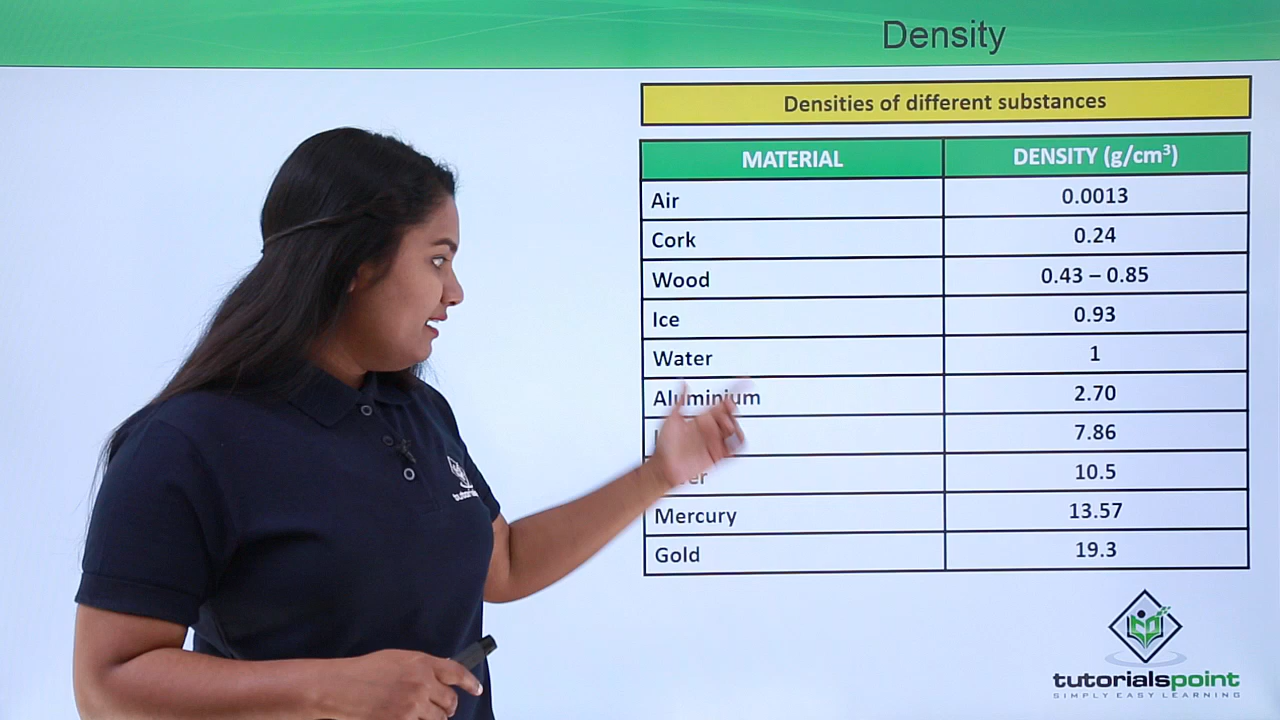 Density
Densities of different substances
MATERIAL DENSITY (g/cm³)
Air 0.0013
Cork 0.24
Wood 0.43 – 0.85
Ice 0.93
Water 1
Aluminium 2.70
7.86
10.5
Mercury 13.57
Gold 19.3
tutorialspoint
SIMPLY EASY LEARNING